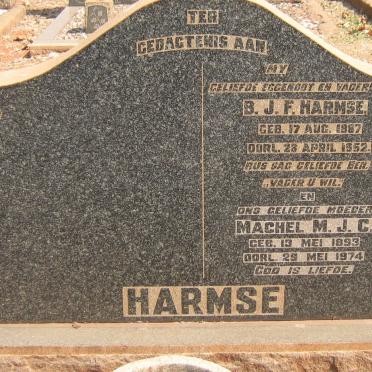 TER
GEDAGTENIS AAN
MY
GELIEFDE EGGENOOT EN VADER
B. J. F. HARMSE
GEB. 17 AUG. 1887
OORL. 28 APRIL 1952
RUS SAG GELIEFDE BEN.
VADER U WIL.
EN
ONS GELIEFDE MOEDER
MACHEL M. J. C.
GEB. 13 MEI 1893
OORL. 29 MEI 1974
GOD IS LIEFDE.
HARMSE